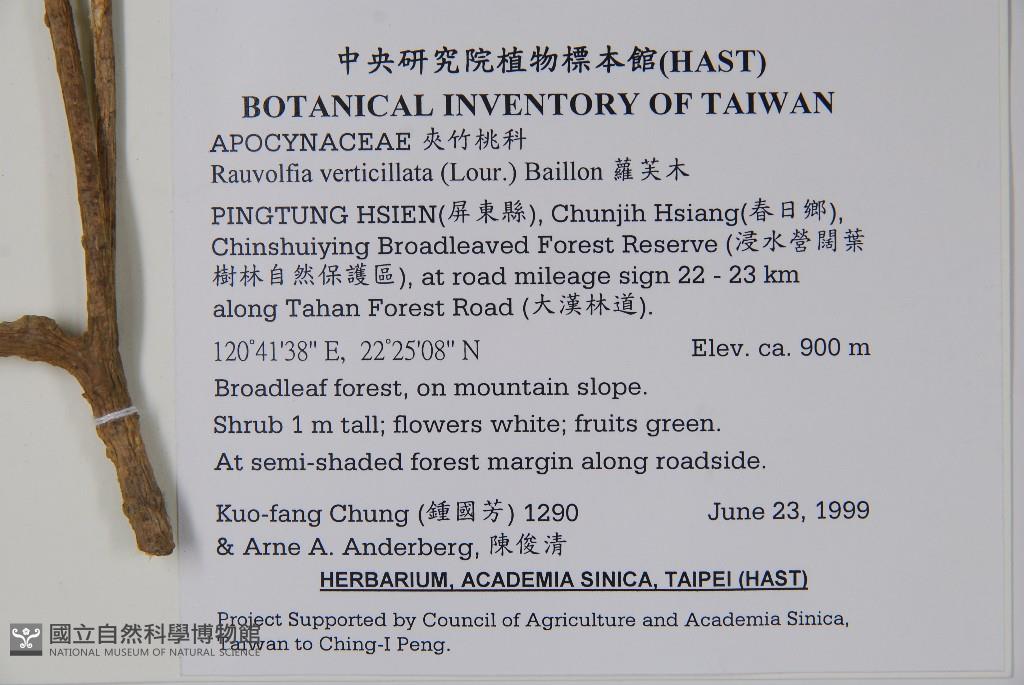 中央研究院植物標本館(HAST)
BOTANICAL INVENTORY OF TAIWAN
APOCYNACEAE 夾竹桃科
Rauvolfia verticillata (Lour.) Baillon 蘿芙木
PINGTUNG HSIEN(屏東縣), Chunjih Hsiang(春日鄉),
Chinshuiying Broadleaved Forest Reserve (浸水營闊葉
樹林自然保護區), at road mileage sign 22 - 23 km
along Tahan Forest Road (大漢林道).
120°41'38" E, 22°25'08" N Elev. ca. 900 m
Broadleaf forest, on mountain slope.
Shrub 1 m tall; flowers white; fruits green.
At semi-shaded forest margin along roadside.
Kuo-fang Chung (鍾國芳) 1290 June 23, 1999
& Arne A. Anderberg, 陳俊清
HERBARIUM, ACADEMIA SINICA, TAIPEI (HAST)
Project Supported by Council of Agriculture and Academia Sinica,
Taiwan to Ching-I Peng.
國立自然科學博物館
NATIONAL MUSEUM OF NATURAL SCIENCE